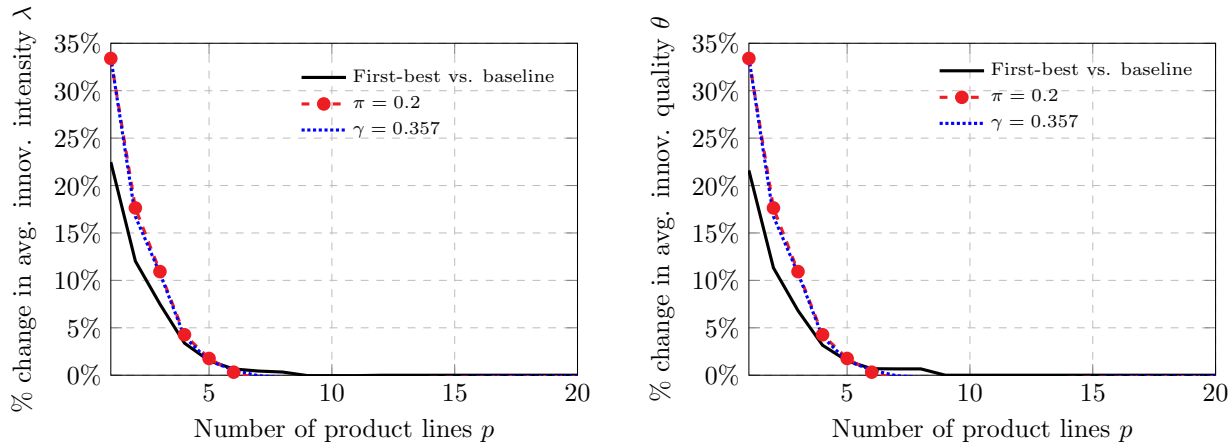 % change in avg. innov. intensity λ
35%
30%
25%
20%
15%
10%
5%
0%
5
10
15
20
Number of product lines p
First-best vs. baseline
π = 0.2
γ = 0.357
% change in avg. innov. quality θ
35%
30%
25%
20%
15%
10%
5%
0%
5
10
15
20
Number of product lines p
First-best vs. baseline
π = 0.2
γ = 0.357